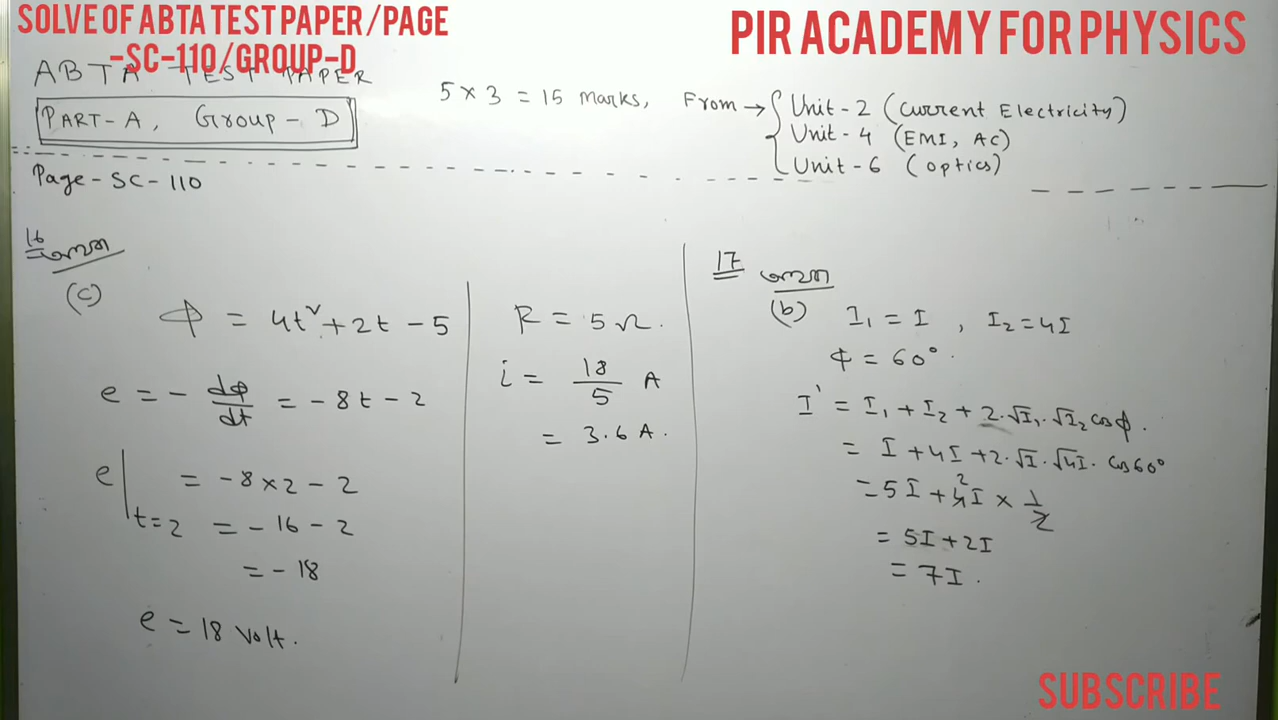 SOLVE OF ABTA TEST PAPER/PAGE
-SC-110/GROUP-D
PIR ACADEMY FOR PHYSICS
ABTA TEST PAPER
PART-A, GROUP-D
5 × 3 = 15 marks, From → { Unit-2 (Current Electricity)
Unit-4 (EMI, AC)
Unit-6 (optics)
Page-SC-110
16
(c)
φ = 4t² + 2t - 5
e = - dφ/dt = -8t - 2
e|t=2 = -8×2 - 2
= -16 - 2
= -18
e = 18 volt.
R = 5 Ω.
i = 18/5 A
= 3.6 A.
17
(b) I₁ = I , I₂ = 4I
φ = 60°.
I' = I₁ + I₂ + 2·√I₁·√I₂ cosφ.
= I + 4I + 2·√I·√4I· cos60°
= 5I + 4I × 1/2
= 5I + 2I
= 7I.
SUBSCRIBE